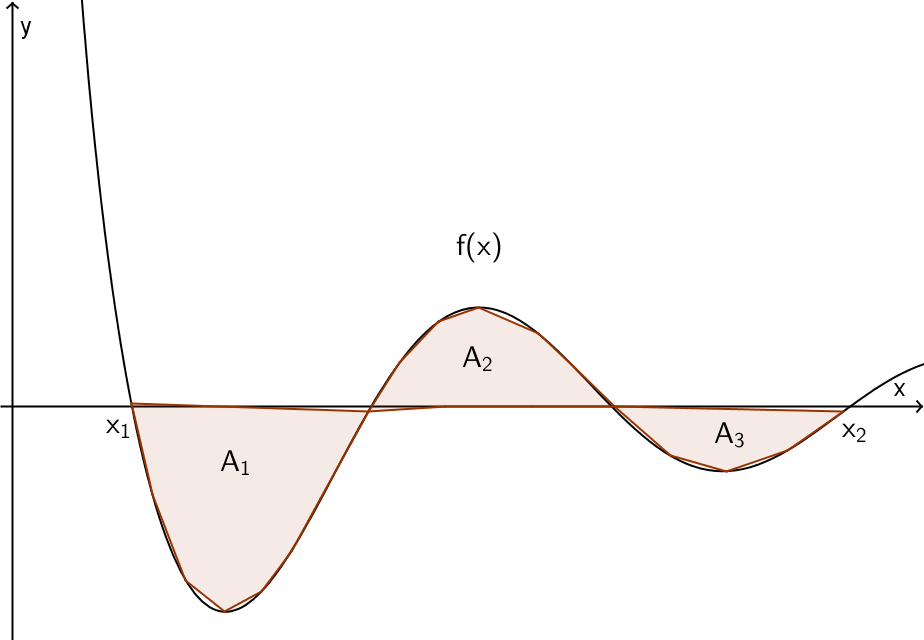 y
f(x)
A₂
x
x₁
x₂
A₃
A₁